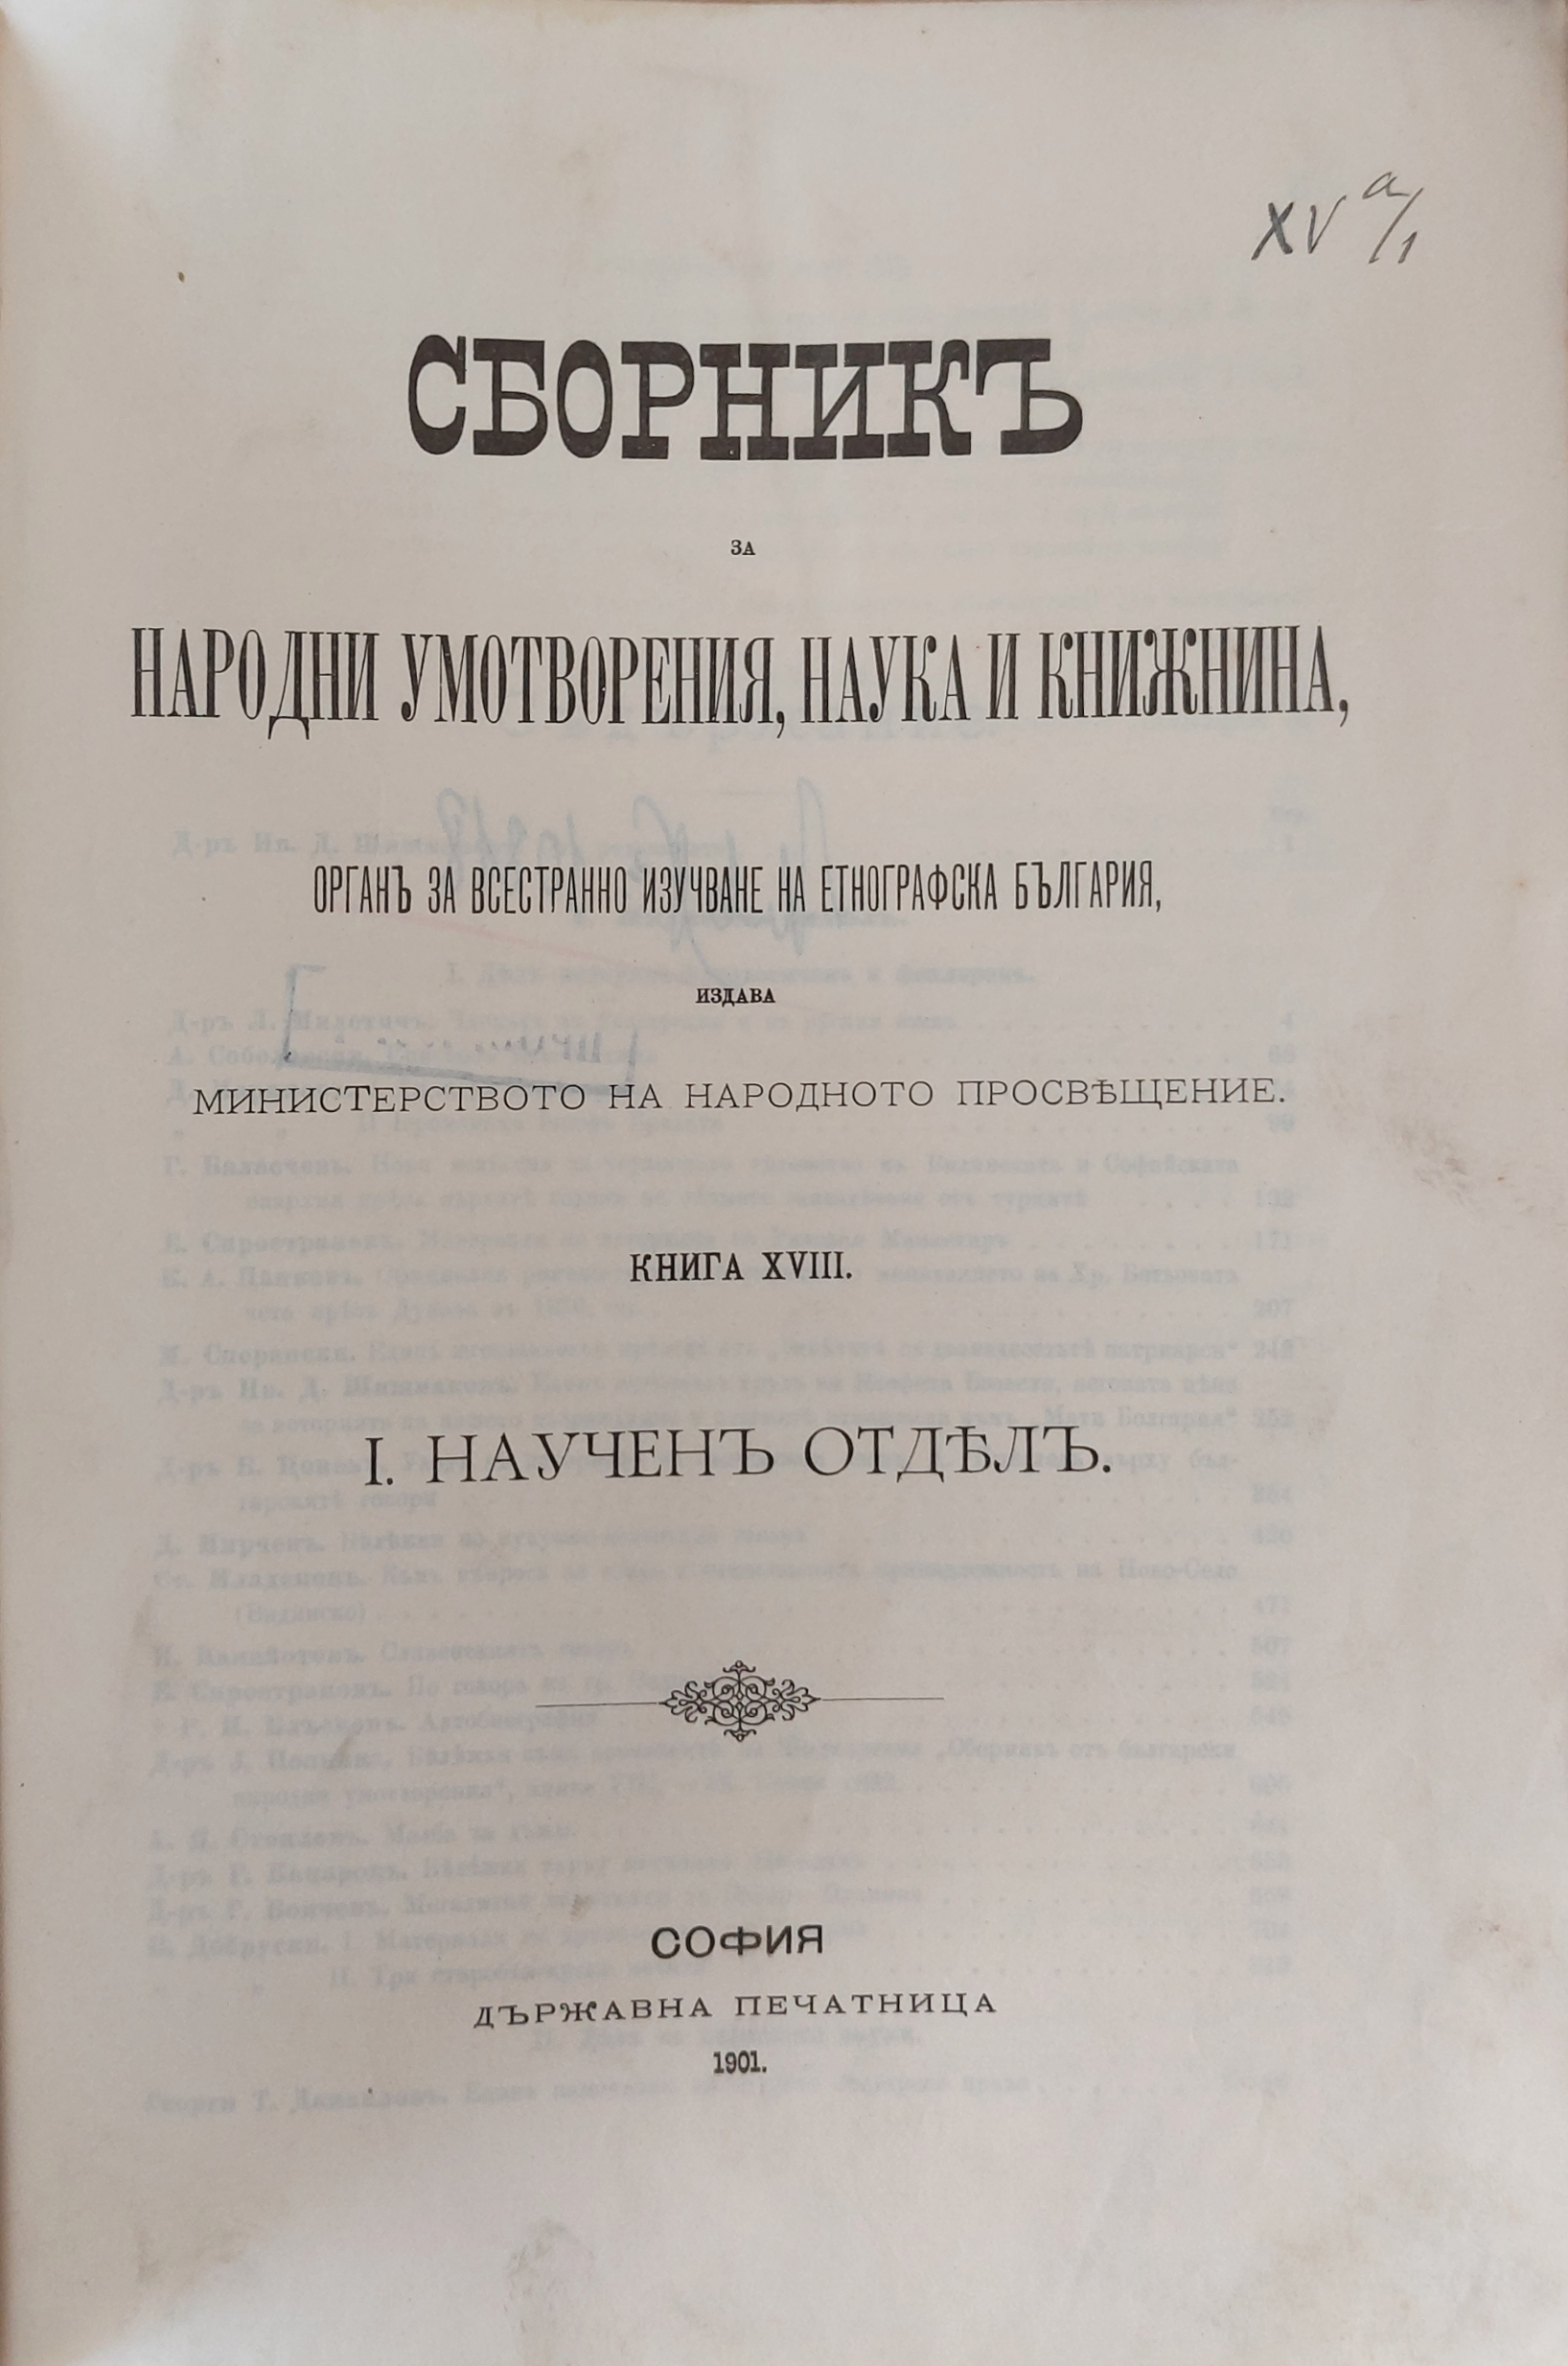 XV a/1
СБОРНИКЪ
ЗА
НАРОДНИ УМОТВОРЕНИЯ, НАУКА И КНИЖНИНА,
ОРГАНЪ ЗА ВСЕСТРАННО ИЗУЧВАНЕ НА ЕТНОГРАФСКА БЪЛГАРИЯ,
ИЗДАВА
МИНИСТЕРСТВОТО НА НАРОДНОТО ПРОСВѢЩЕНИЕ.
КНИГА XVIII.
I. НАУЧЕНЪ ОТДѢЛЪ.
СОФИЯ
ДЪРЖАВНА ПЕЧАТНИЦА
1901.